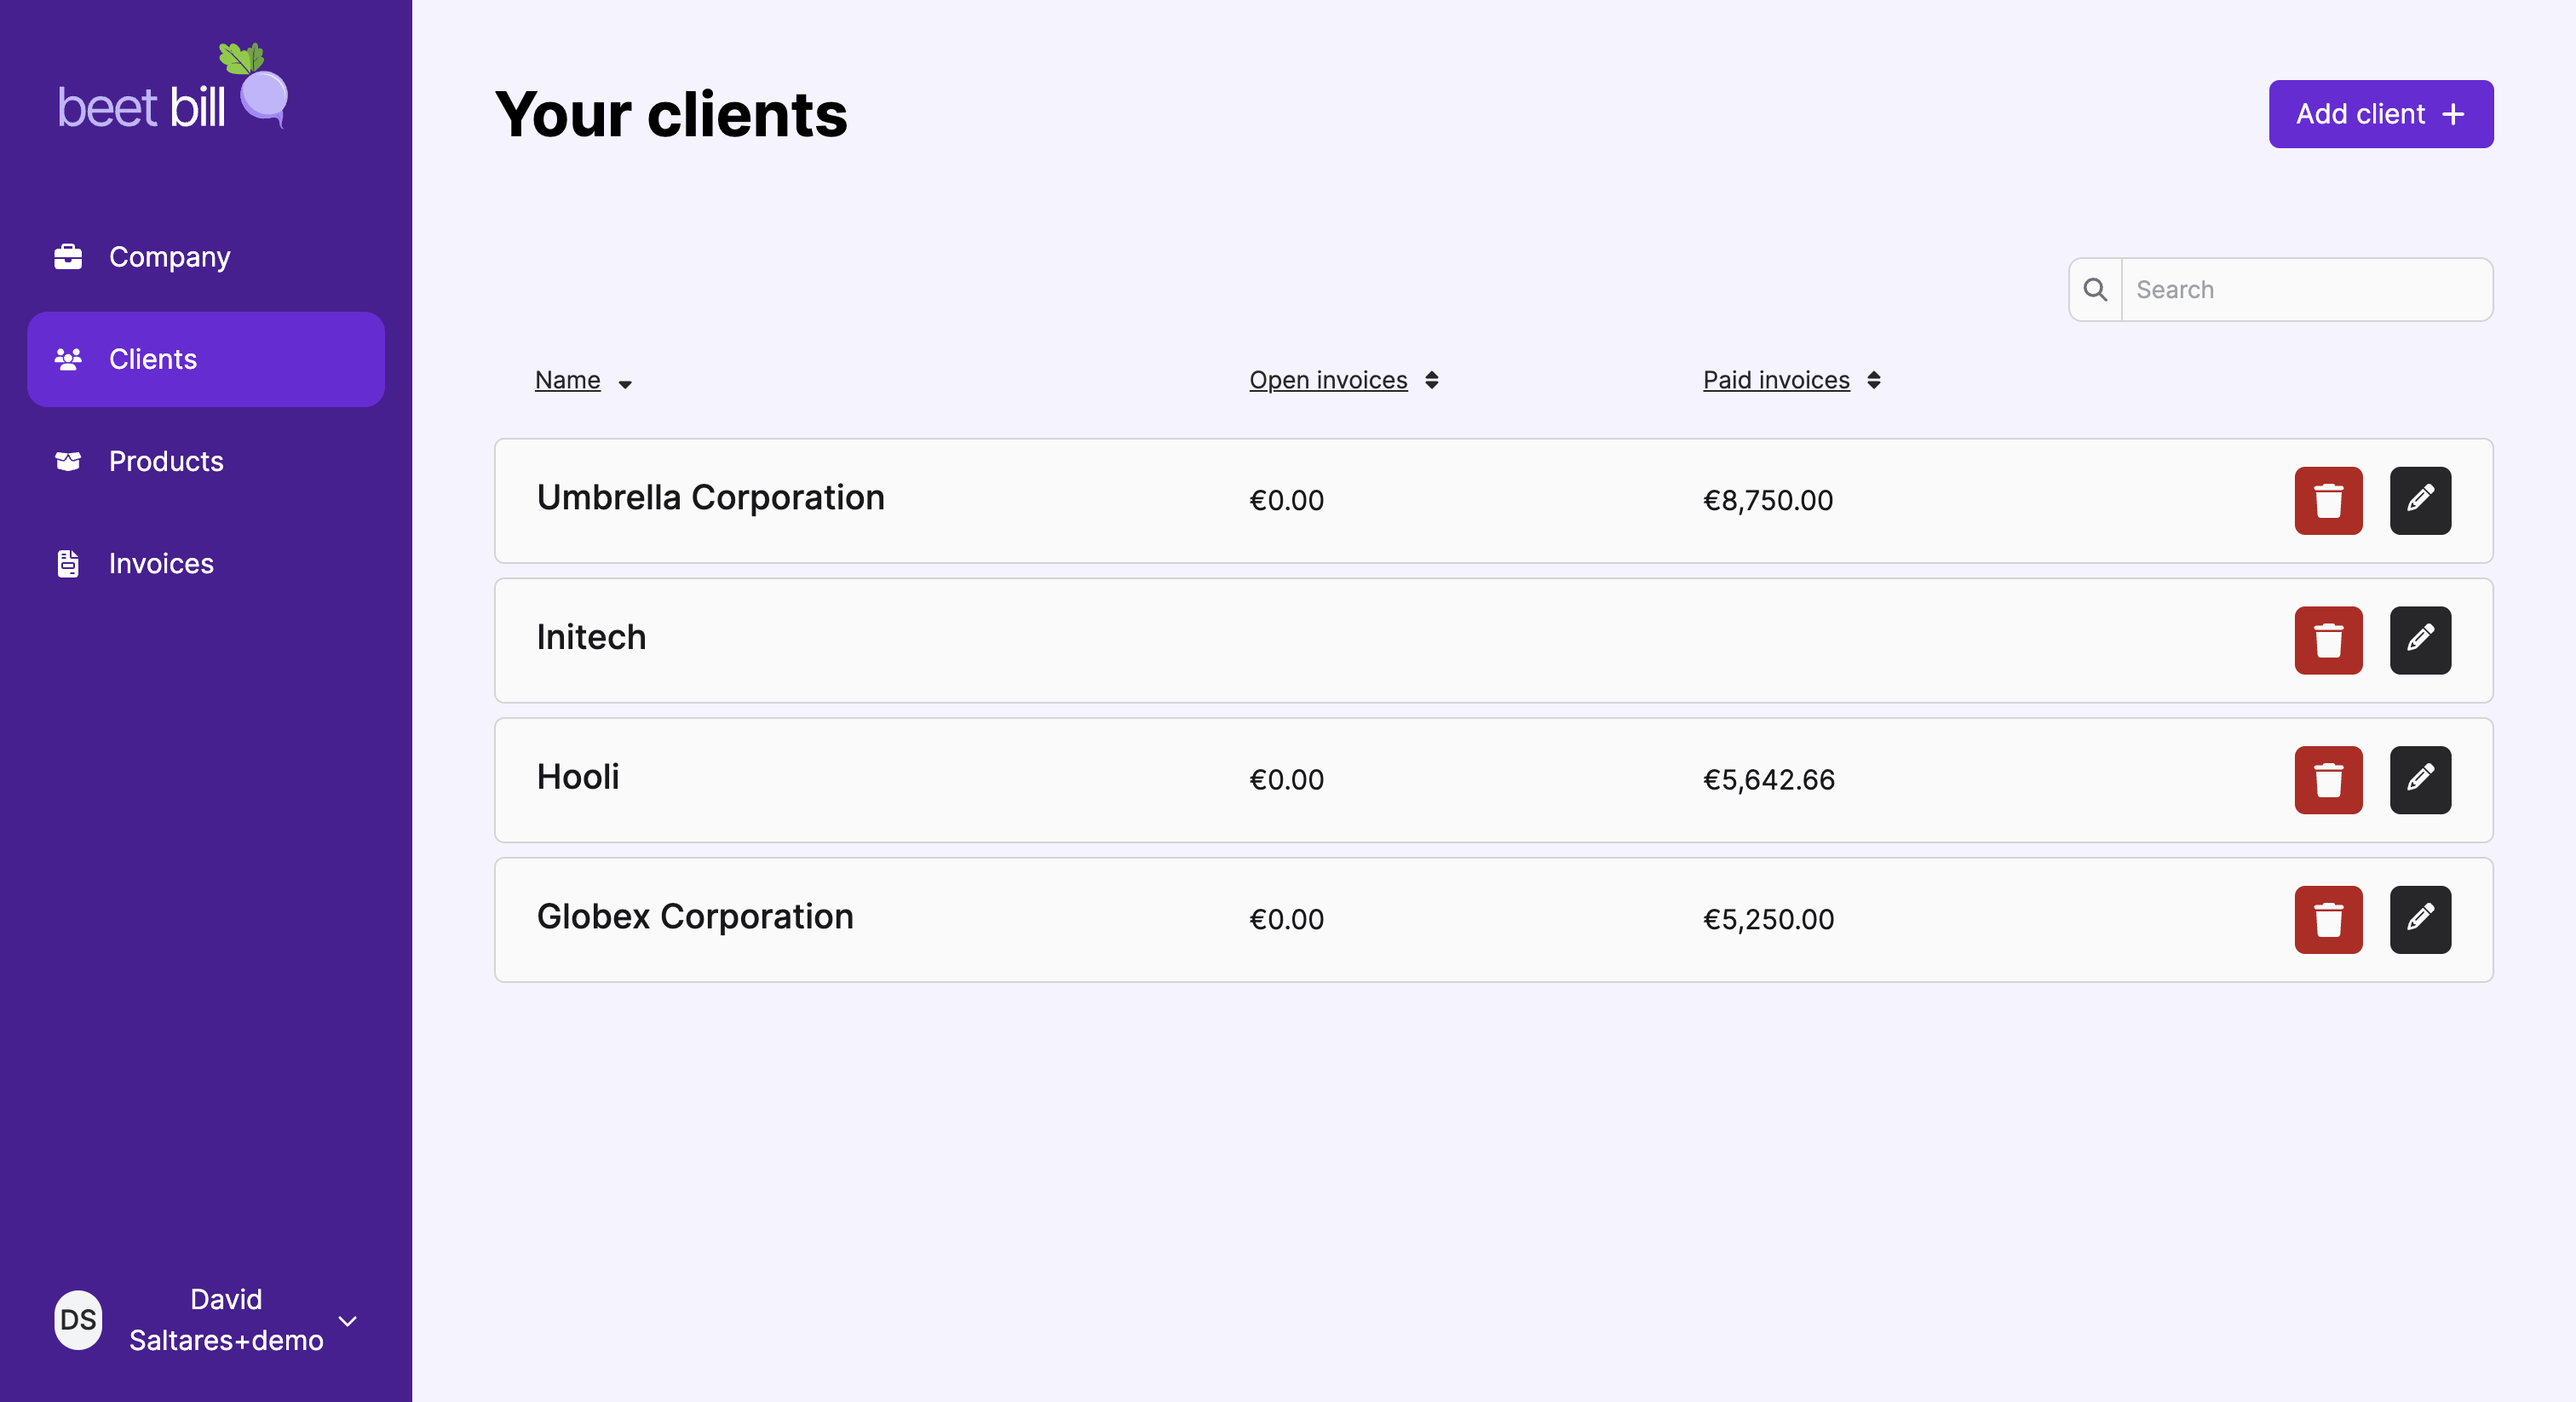 beet bill
Company
Clients
Products
Invoices
DS
David
Saltares+demo
Your clients
Add client +
Search
Name
Open invoices
Paid invoices
Umbrella Corporation
€0.00
€8,750.00
Initech
Hooli
€0.00
€5,642.66
Globex Corporation
€0.00
€5,250.00